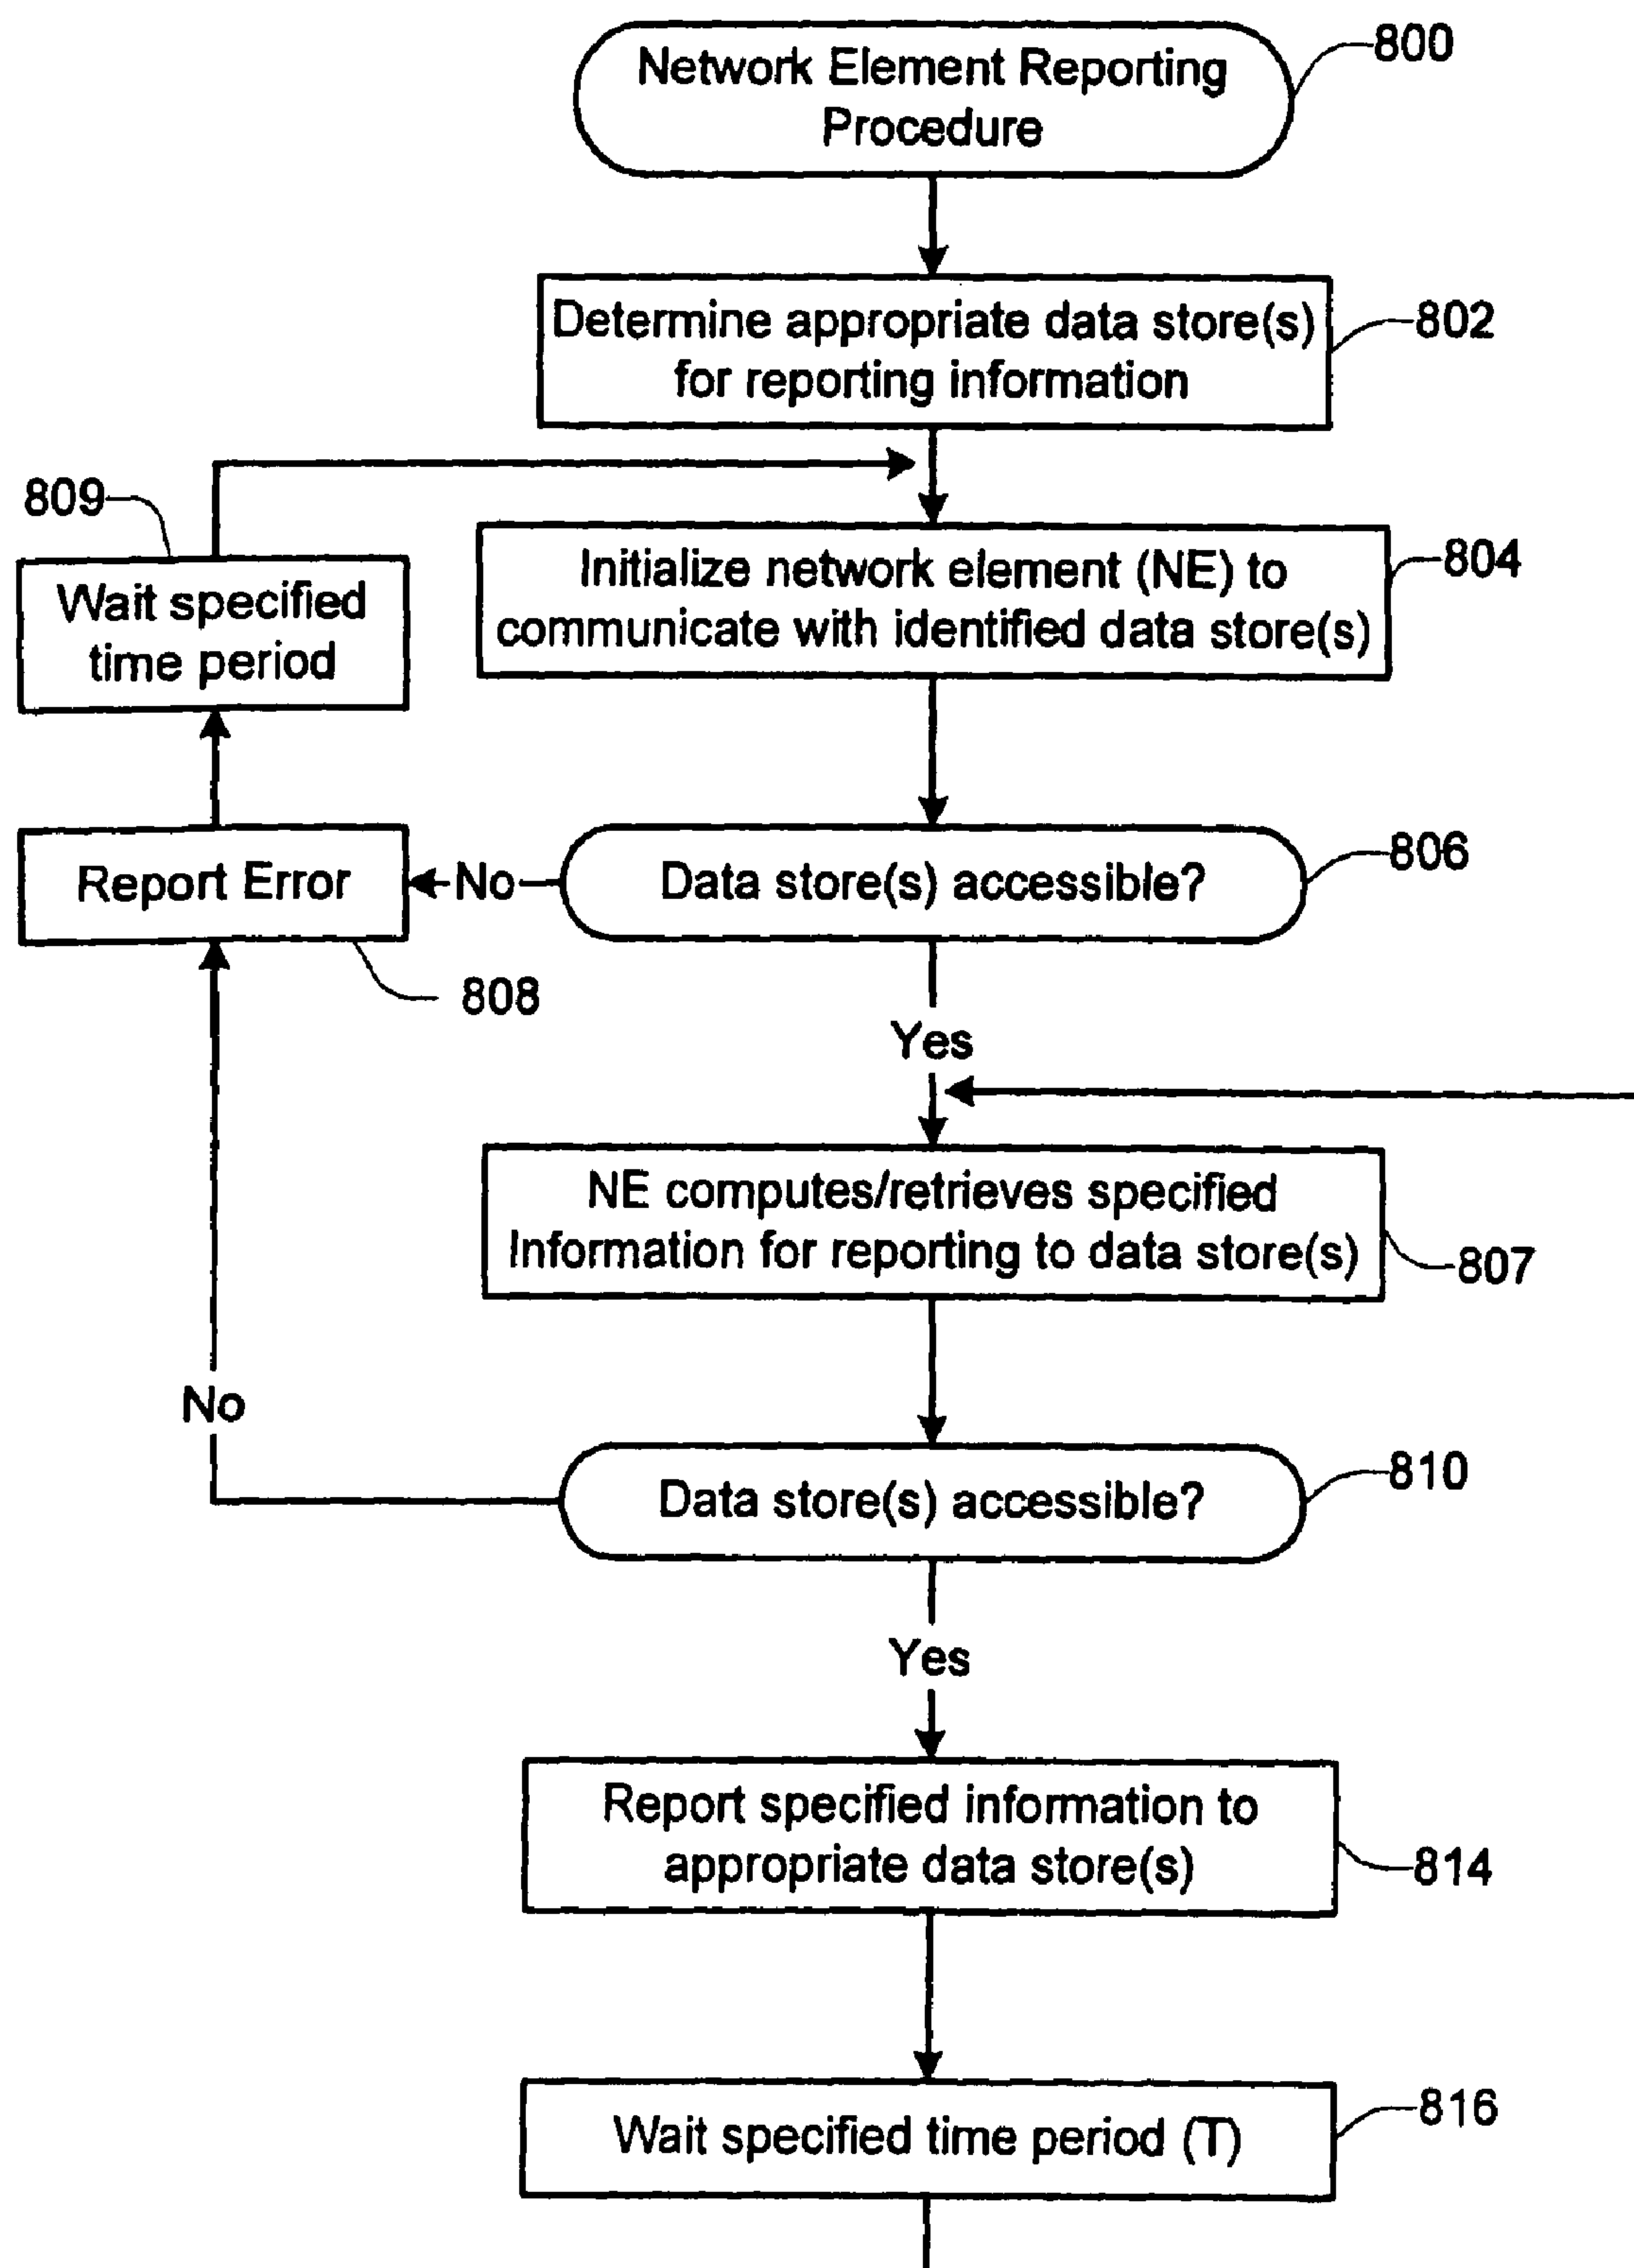 Network Element Reporting
Procedure
800
Determine appropriate data store(s)
for reporting information
802
809
Wait specified
time period
Initialize network element (NE) to
communicate with identified data store(s)
804
Report Error
No
Data store(s) accessible?
806
808
Yes
NE computes/retrieves specified
Information for reporting to data store(s)
807
No
Data store(s) accessible?
810
Yes
Report specified information to
appropriate data store(s)
814
Wait specified time period (T)
816